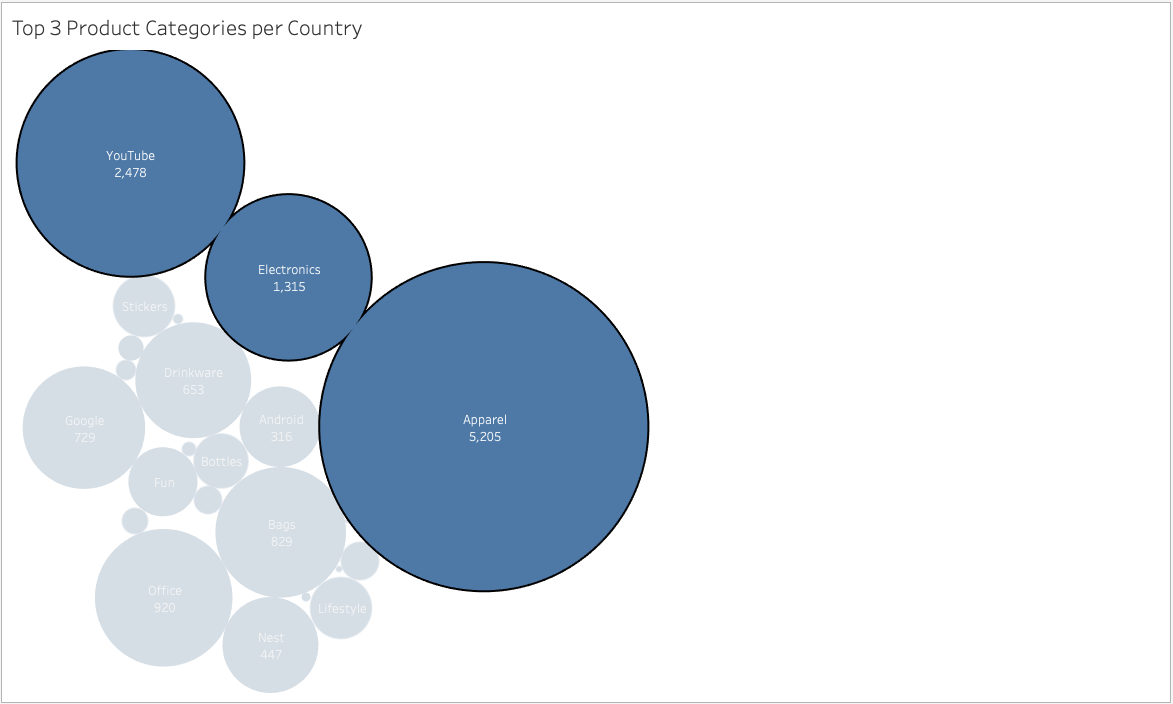 Top 3 Product Categories per Country
YouTube
2,478
Electronics
1,315
Stickers
Drinkware
653
Google
729
Android
316
Apparel
5,205
Bottles
Fun
Bags
829
Office
920
Lifestyle
Nest
447